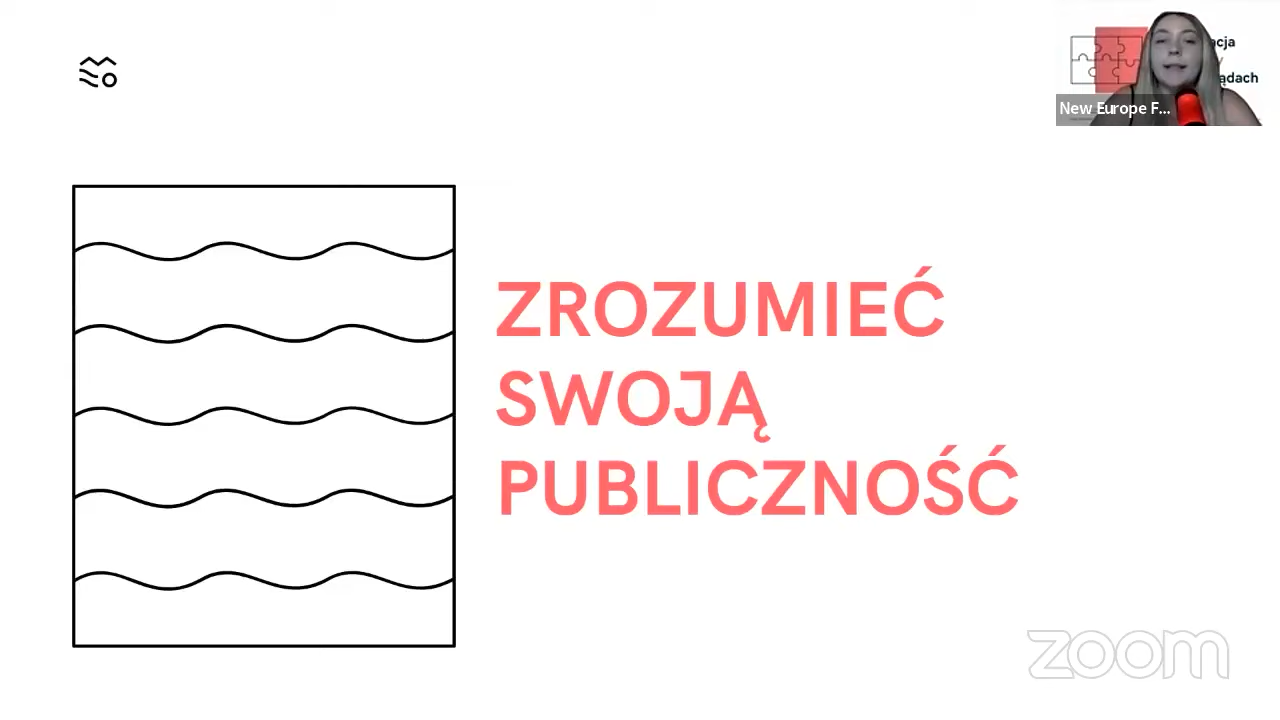 ZROZUMIEĆ
SWOJĄ
PUBLICZNOŚĆ
New Europe F...
zoom